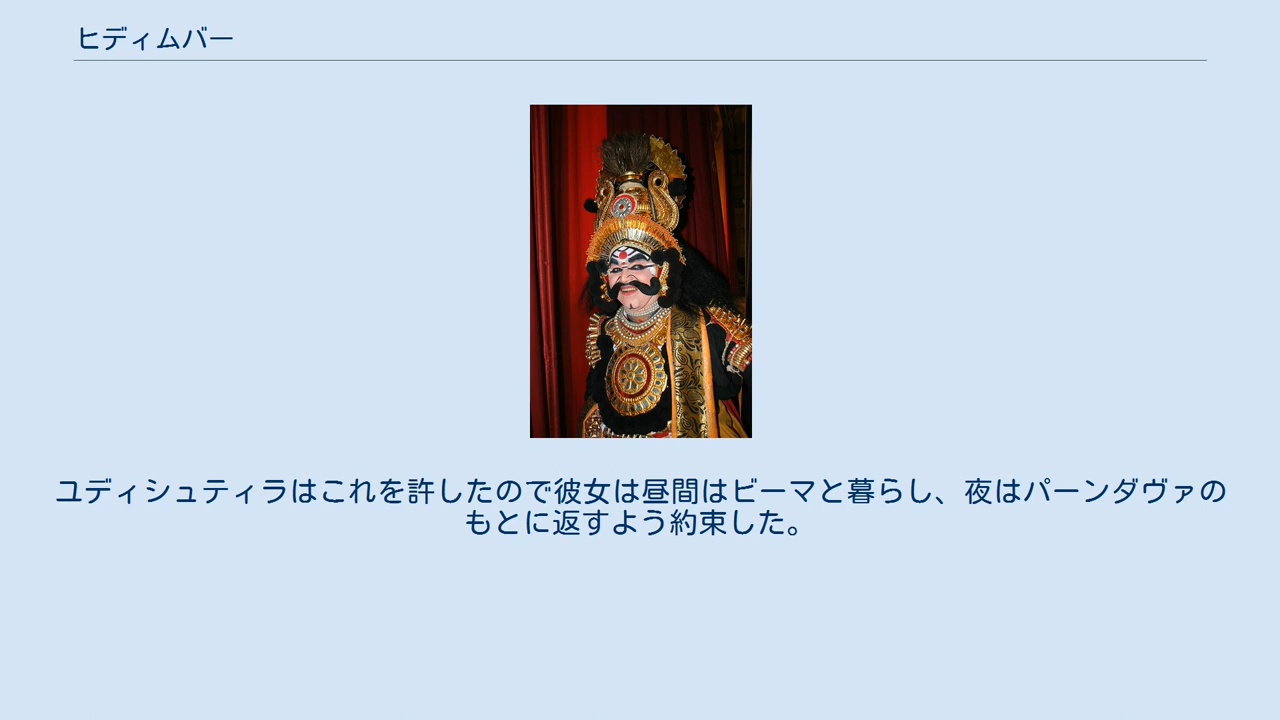 ヒディムバー
ユディシュティラはこれを許したので彼女は昼間はビーマと暮らし、夜はパーンダヴァの
もとに返すよう約束した。